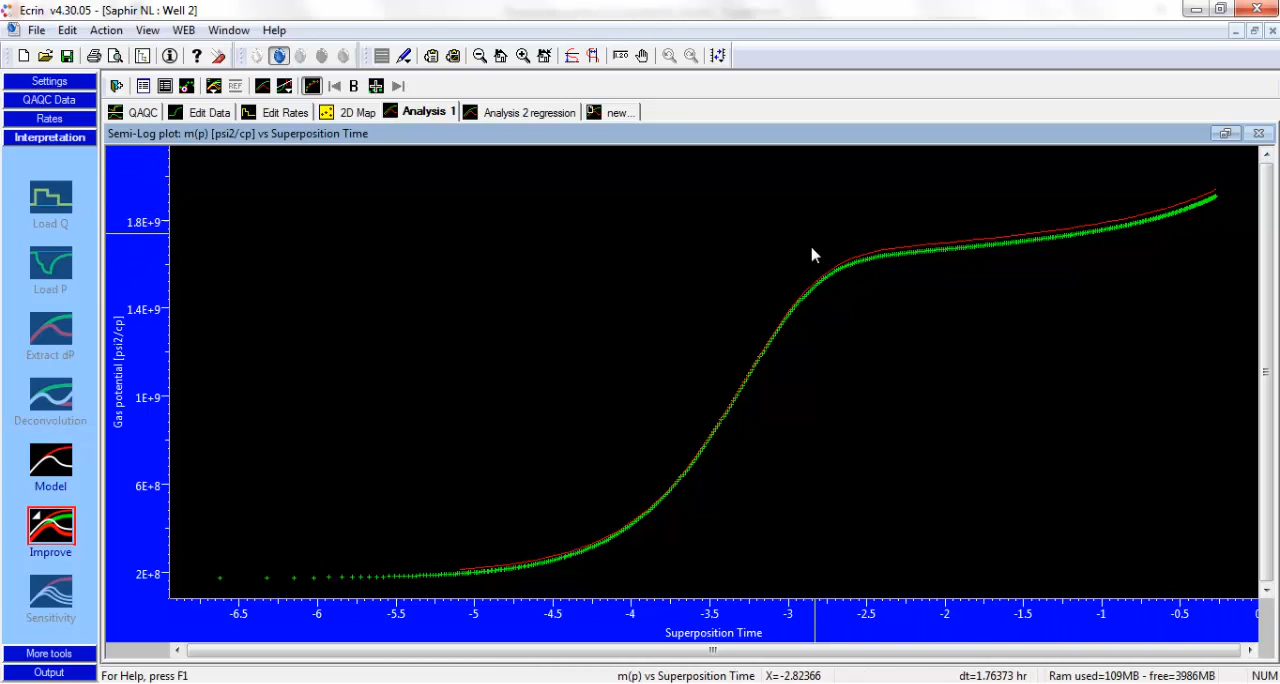 Ecrin v4.30.05 - [Saphir NL : Well 2]
File Edit Action View WEB Window Help
Settings
QAQC Data
Rates
Interpretation
Load Q
Load P
Extract dP
Deconvolution
Model
Improve
Sensitivity
More tools
Output
REF B
QAQC Edit Data Edit Rates 2D Map Analysis 1 Analysis 2 regression new...
Semi-Log plot: m(p) [psi2/cp] vs Superposition Time
1.8E+9
1.4E+9
1E+9
6E+8
2E+8
Gas potential [psi2/cp]
-6.5 -6 -5.5 -5 -4.5 -4 -3.5 -3 -2.5 -2 -1.5 -1 -0.5 0
Superposition Time
For Help, press F1 m(p) vs Superposition Time X=-2.82366 dt=1.76373 hr Ram used=109MB - free=3986MB NUM